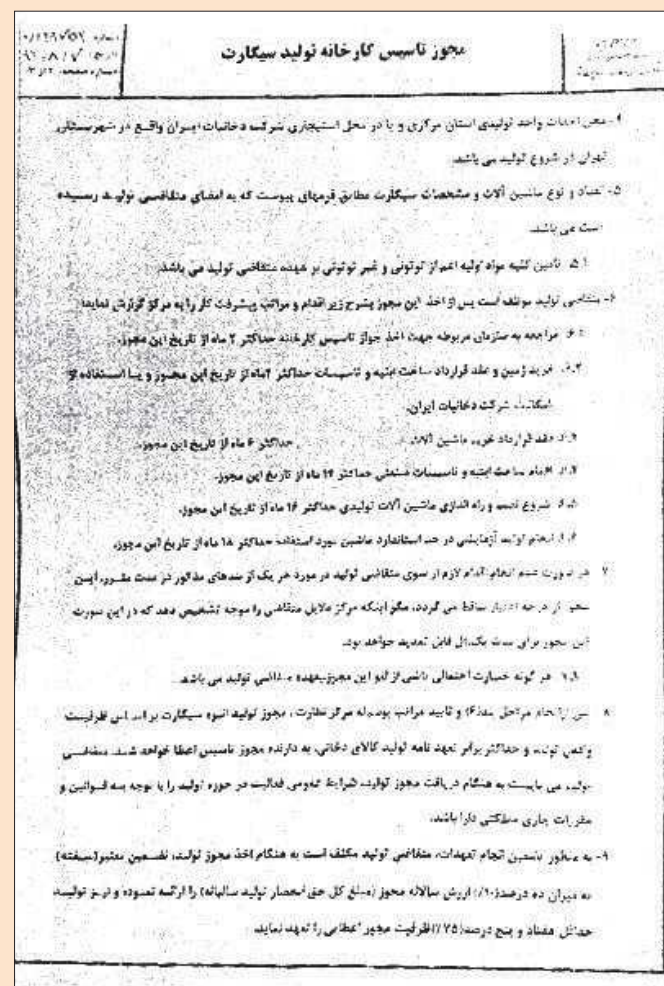 مجوز تاسیس کارخانه تولید سیگارت
۴- محل احداث واحد تولیدی استان مرکزی و یا در محل استیجاری شرکت دخانیات ایران واقع در شهرستان
تهران در شروع تولید می باشد.
۵- تعداد و نوع ماشین آلات و مشخصات سیگارت مطابق فرمهای پیوست که به امضای متقاضی تولید رسیده
است می باشد.
۵.۱ تامین کلیه مواد اولیه اعم از توتونی و غیر توتونی بر عهده متقاضی تولید می باشد.
۶- متقاضی تولید موظف است پس از اخذ این مجوز بشرح زیر اقدام و مراتب پیشرفت کار را به مرکز گزارش نماید:
۶.۱ مراجعه به سازمان مربوطه جهت اخذ جواز تاسیس کارخانه حداکثر ۲ ماه از تاریخ این مجوز.
۶.۲ خرید زمین و عقد قرارداد ساخت ابنیه و تاسیسات حداکثر ماه از تاریخ این مجوز و یا استفاده از
امکانات شرکت دخانیات ایران.
۶.۳ عقد قرارداد خرید ماشین آلات حداکثر ۶ ماه از تاریخ این مجوز.
۶.۴ اتمام ساخت ابنیه و تاسیسات صنعتی حداکثر ۱۴ ماه از تاریخ این مجوز.
۶.۵ شروع نصب و راه اندازی ماشین آلات تولیدی حداکثر ۱۶ ماه از تاریخ این مجوز.
۶.۶ انجام تولید آزمایشی در حد استاندارد ماشین مورد استفاده حداکثر ۱۸ ماه از تاریخ این مجوز.
۷- در صورت عدم انجام اقدام لازم از سوی متقاضی تولید در مورد هر یک از بندهای مذکور در مدت مقرر، این
مجوز از درجه اعتبار ساقط می گردد، مگر اینکه مرکز دلایل متقاضی را موجه تشخیص دهد که در این صورت
این مجوز برای مدت یکسال قابل تمدید خواهد بود.
۷.۱ هر گونه خسارت احتمالی ناشی از لغو این مجوز بعهده متقاضی تولید می باشد.
۸- پس از انجام مراحل بند(۶) و تایید مراتب بوسیله مرکز نظارت، مجوز تولید انبوه سیگارت بر اساس ظرفیت
واقعی تولید و حداکثر برابر تعهد نامه تولید کالای دخانی، به دارنده مجوز تاسیس اعطا خواهد شد. متقاضی
تولید می بایست به هنگام دریافت مجوز تولید، شرایط عمومی فعالیت در حوزه تولید را با توجه به قوانین و
مقررات جاری مملکتی دارا باشد.
۹- به منظور تضمین انجام تعهدات، متقاضی تولید مکلف است به هنگام اخذ مجوز تولید، تضمین معتبر(سفته)
به میزان ده درصد(۱۰٪) ارزش سالانه مجوز (مبلغ کل حق انحصار تولید سالیانه) را ارائه نموده و نیز تولید
حداقل هفتاد و پنج درصد(۷۵٪) ظرفیت مجوز اعطایی را تعهد نماید.